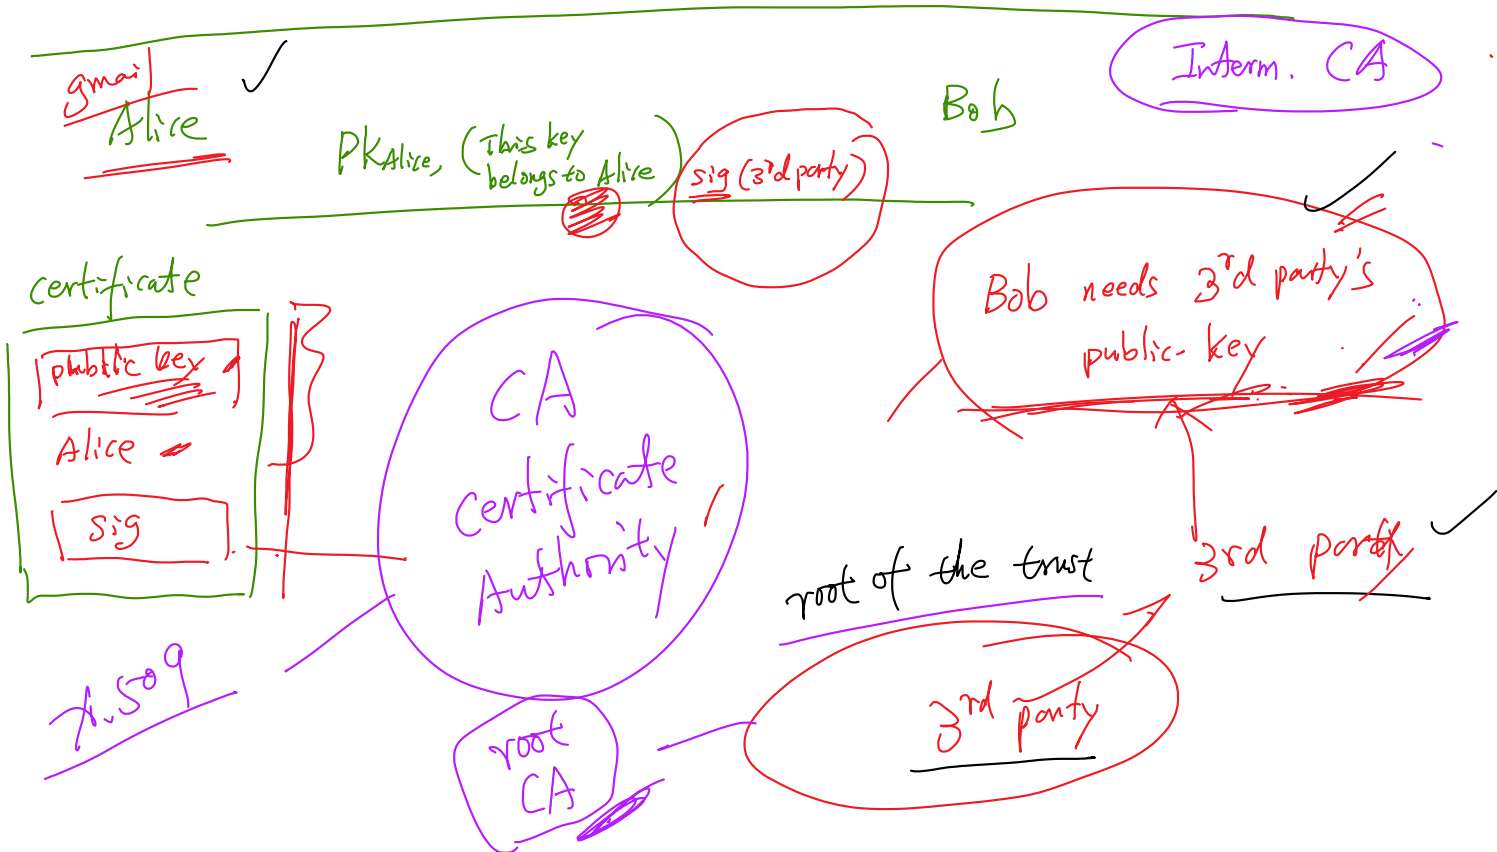 gmail
Alice
Bob
Interm. CA
PKAlice, (This key
belongs to Alice) sig (3rd party)
certificate
public key
Alice
sig
CA
Certificate
Authority
Bob needs 3rd party's
public-key
3rd party
root of the trust
3rd party
x.509
root
CA